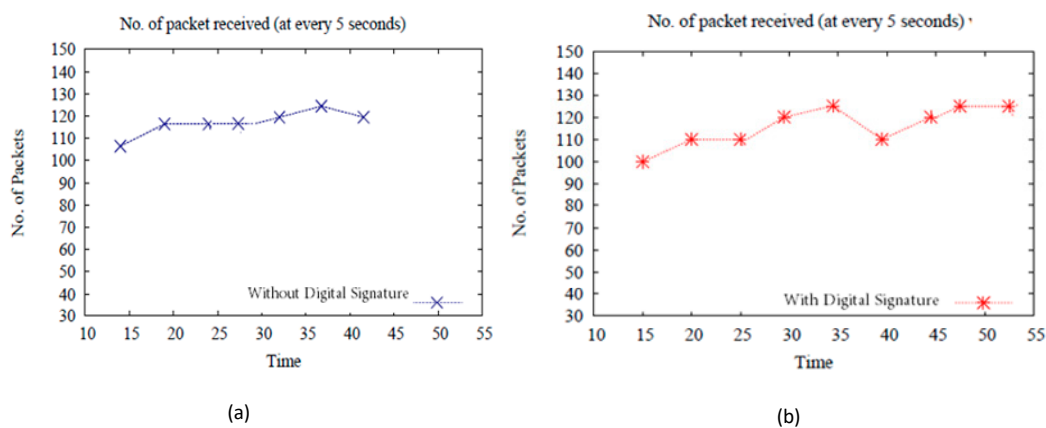 No. of packet received (at every 5 seconds)
150
140
130
120
110
100
90
80
70
60
50
40
30
No. of Packets
Without Digital Signature
10 15 20 25 30 35 40 45 50 55
Time
(a)
No. of packet received (at every 5 seconds)
150
140
130
120
110
100
90
80
70
60
50
40
30
No. of Packets
With Digital Signature
10 15 20 25 30 35 40 45 50 55
Time
(b)